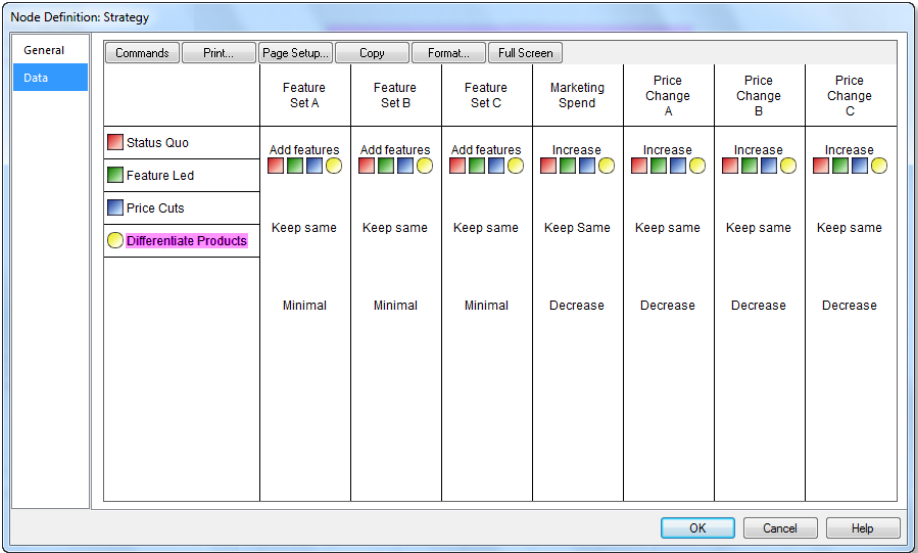 Node Definition: Strategy
General
Data
Commands Print... Page Setup... Copy Format... Full Screen
Feature
Set A
Feature
Set B
Feature
Set C
Marketing
Spend
Price
Change
A
Price
Change
B
Price
Change
C
Status Quo
Feature Led
Price Cuts
Differentiate Products
Add features Add features Add features Increase Increase Increase Increase
Keep same Keep same Keep same Keep Same Keep same Keep same Keep same
Minimal Minimal Minimal Decrease Decrease Decrease Decrease
OK Cancel Help